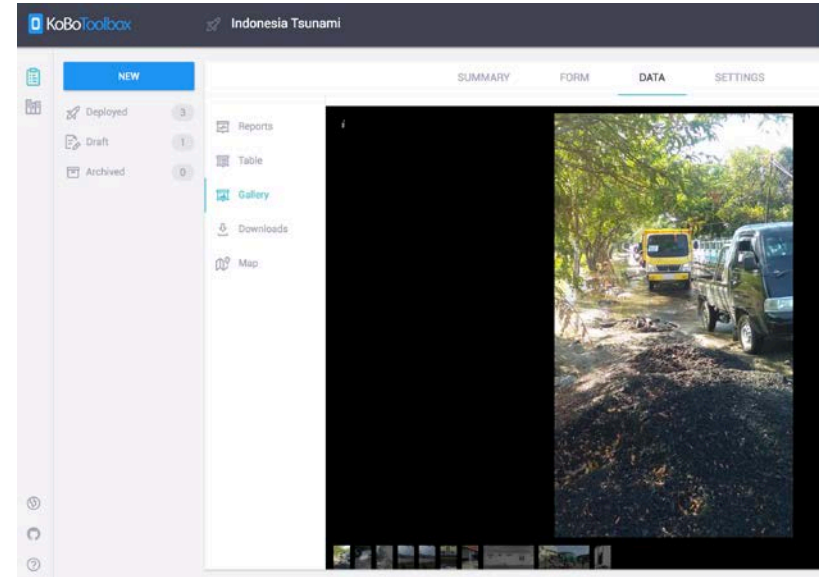 KoBoToolbox
Indonesia Tsunami
NEW
SUMMARY
FORM
DATA
SETTINGS
Deployed 3
Draft 1
Archived 0
Reports
Table
Gallery
Downloads
Map
i